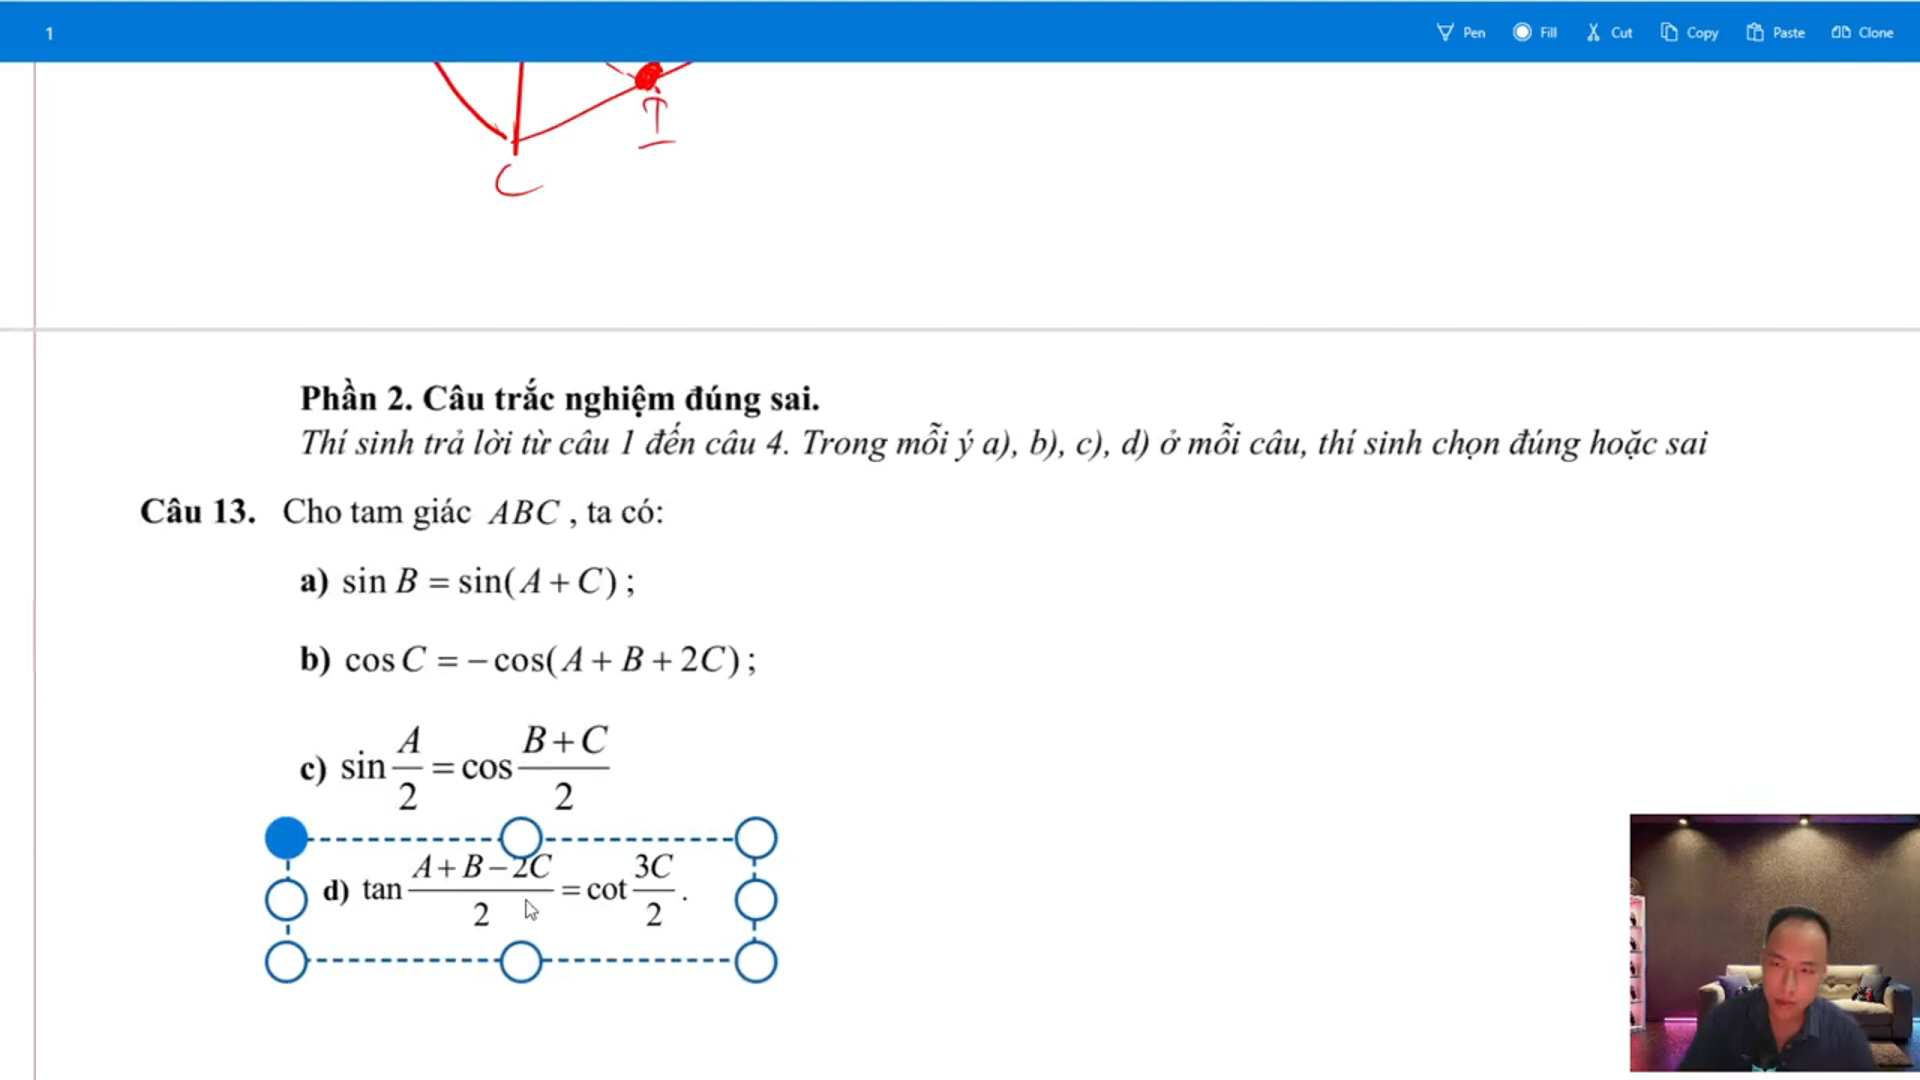 1 Pen Fill Cut Copy Paste Clone
I
C
Phần 2. Câu trắc nghiệm đúng sai.
Thí sinh trả lời từ câu 1 đến câu 4. Trong mỗi ý a), b), c), d) ở mỗi câu, thí sinh chọn đúng hoặc sai
Câu 13. Cho tam giác ABC , ta có:
a) sin B = sin(A + C) ;
b) cos C = − cos(A + B + 2C) ;
c) sin A/2 = cos (B + C)/2
d) tan (A + B − 2C)/2 = cot 3C/2 .